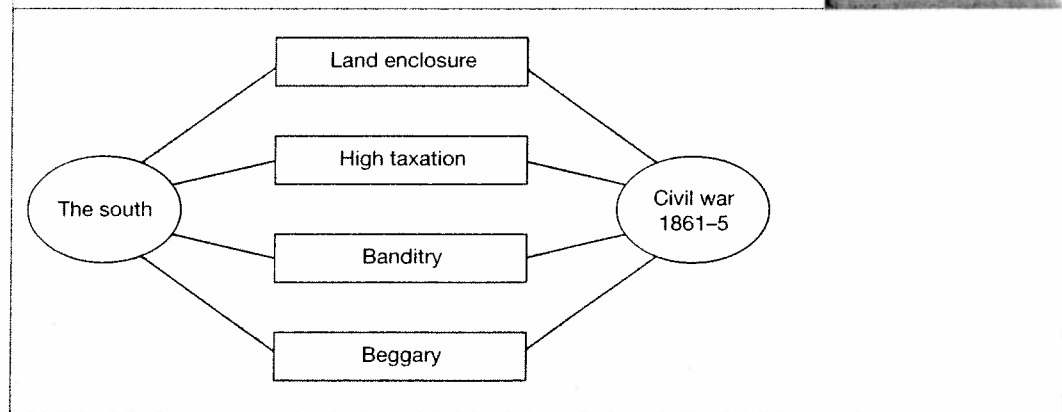 Land enclosure
High taxation
The south
Civil war
1861–5
Banditry
Beggary